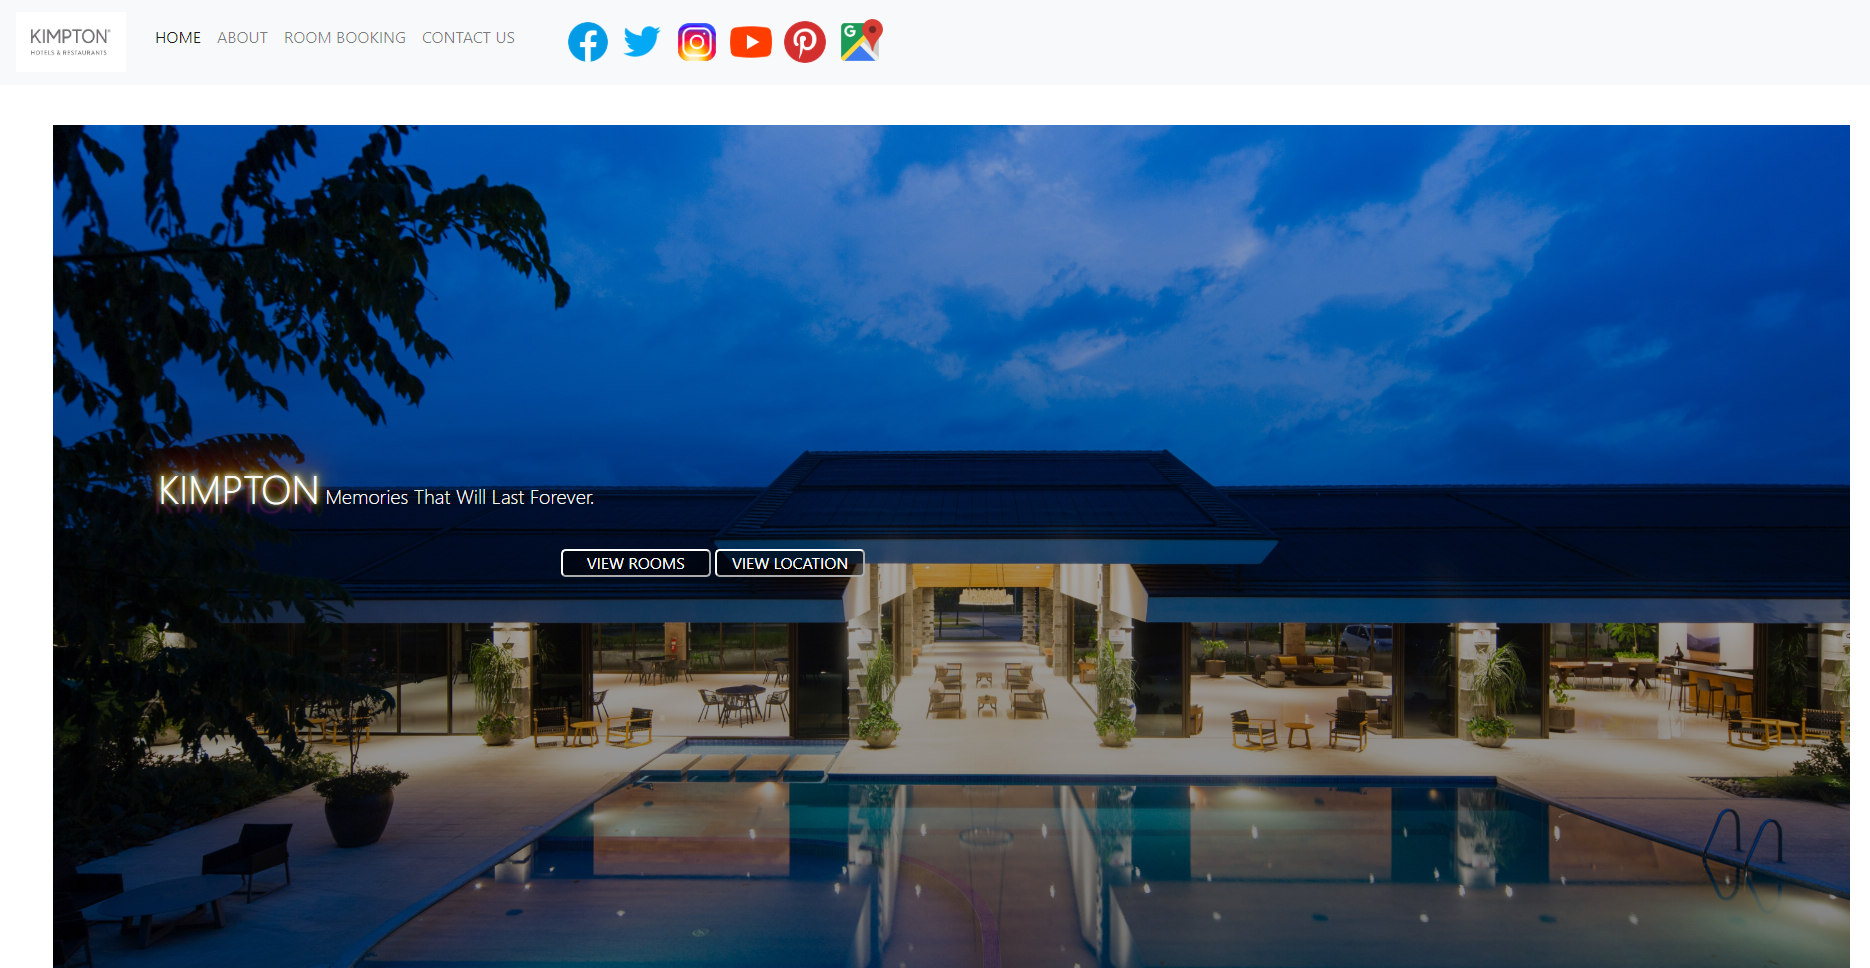 KIMPTON®
HOTELS & RESTAURANTS
HOME ABOUT ROOM BOOKING CONTACT US
G
KIMPTON Memories That Will Last Forever.
VIEW ROOMS VIEW LOCATION